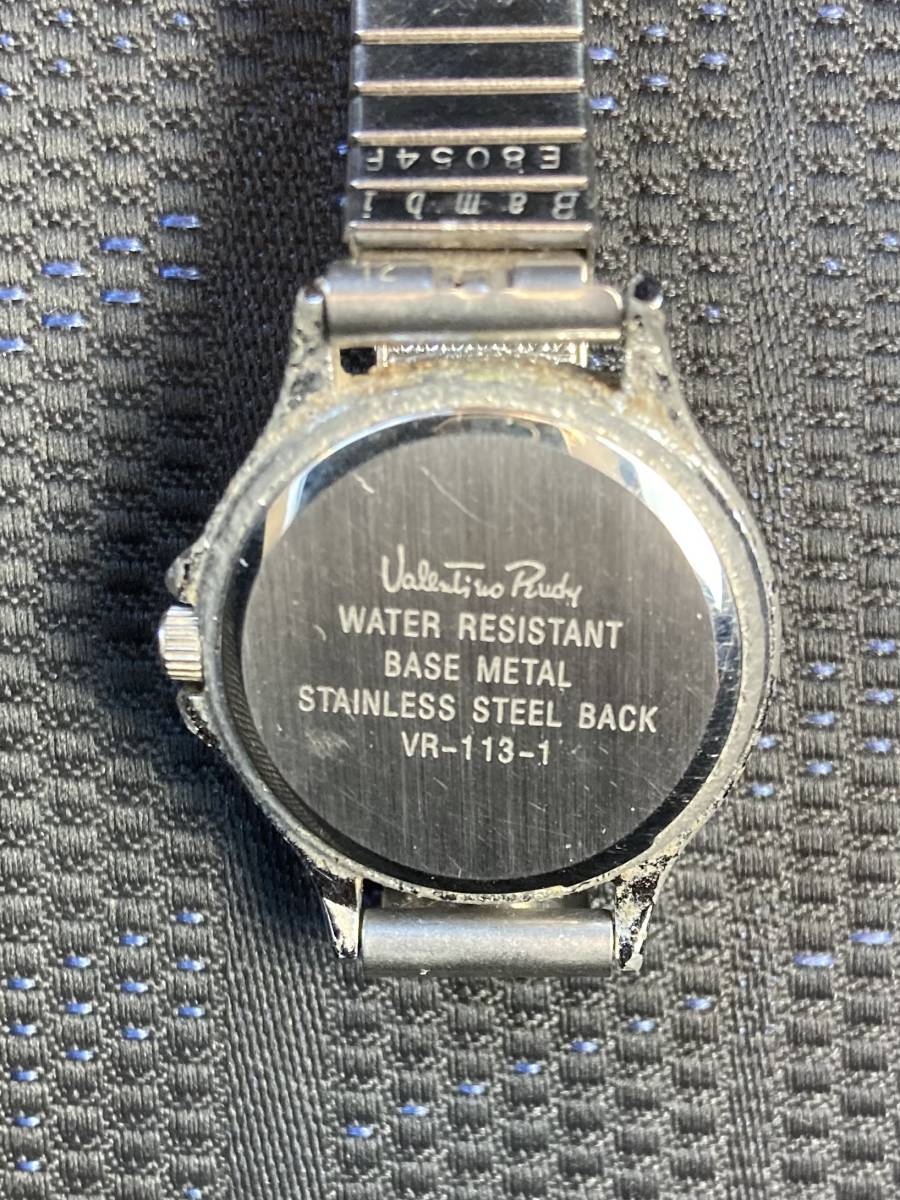 E8054F
Bambi
Valentino Rudy
WATER RESISTANT
BASE METAL
STAINLESS STEEL BACK
VR-113-1